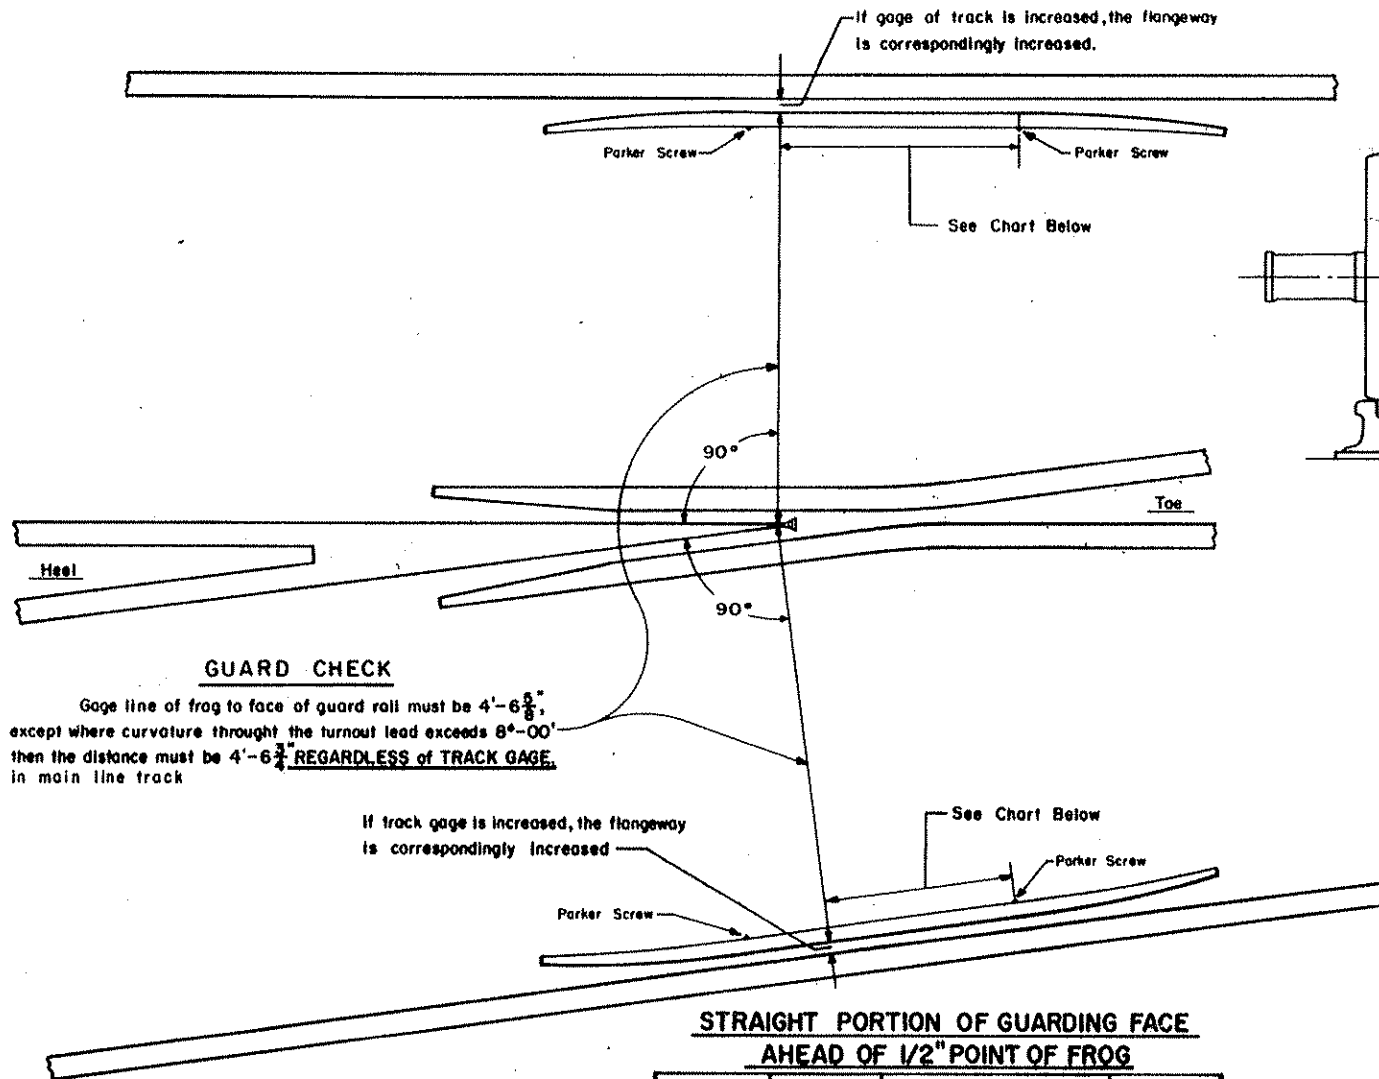 If gage of track is increased, the flangeway
is correspondingly increased.
Parker Screw
Parker Screw
See Chart Below
90°
Toe
Heel
90°
GUARD CHECK
Gage line of frog to face of guard rail must be 4'-6 5/8",
except where curvature throught the turnout lead exceeds 8°-00'
then the distance must be 4'-6 3/4" REGARDLESS of TRACK GAGE.
in main line track
If track gage is increased, the flangeway
is correspondingly increased
See Chart Below
Parker Screw
Parker Screw
STRAIGHT PORTION OF GUARDING FACE
AHEAD OF 1/2" POINT OF FROG